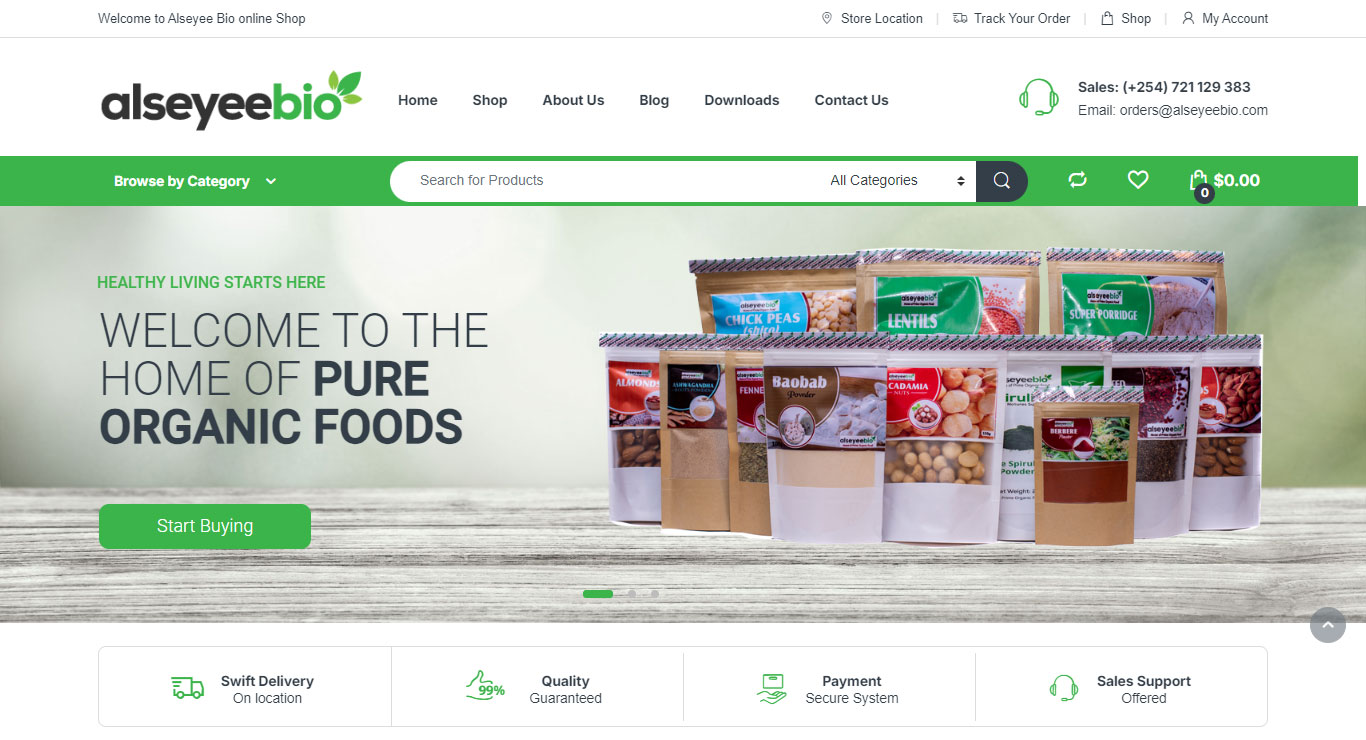 Welcome to Alseyee Bio online Shop
Store Location
Track Your Order
Shop
My Account
alseyeebio
Home
Shop
About Us
Blog
Downloads
Contact Us
Sales: (+254) 721 129 383
Email: orders@alseyeebio.com
Browse by Category
Search for Products
All Categories
0
$0.00
HEALTHY LIVING STARTS HERE
WELCOME TO THE
HOME OF PURE
ORGANIC FOODS
Start Buying
alseyeebio
CHICK PEAS
alseyeebio
LENTILS
alseyeebio
SUPER PORRIDGE
ALMONDS
ASHWAGANDHA
FENNE
Baobab
Powder
alseyeebio
CADAMIA
NUTS
seyeebio
Spirul
Powder
BERBERE
alseyeebio
Swift Delivery
On location
99%
Quality
Guaranteed
Payment
Secure System
Sales Support
Offered